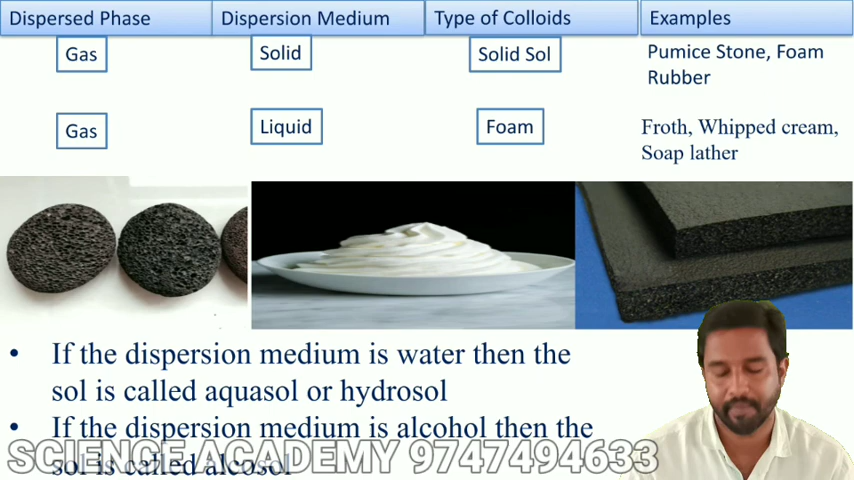 Dispersed Phase Dispersion Medium Type of Colloids Examples
Gas Solid Solid Sol Pumice Stone, Foam
Rubber
Gas Liquid Foam Froth, Whipped cream,
Soap lather
• If the dispersion medium is water then the
sol is called aquasol or hydrosol
• If the dispersion medium is alcohol then the
sol is called alcosol
SCIENCE ACADEMY 9747494633